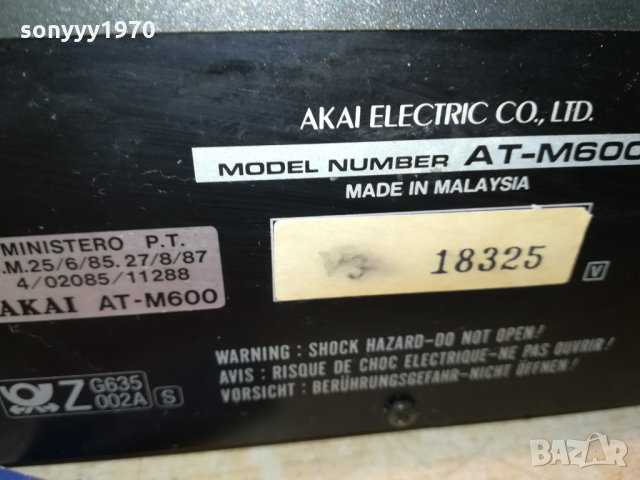 sonyyy1970
AKAI ELECTRIC CO., LTD.
MODEL NUMBER AT-M600
MADE IN MALAYSIA
MINISTERO P.T.
.M.25/6/85.27/8/87
4/02085/11288
AKAI AT-M600
18325
V
WARNING : SHOCK HAZARD-DO NOT OPEN!
AVIS : RISQUE DE CHOC ELECTRIQUE-NE PAS OUVRIR!
VORSICHT : BERÜHRUNGSGEFAHR-NICHT ÖFFNEN!
Z G635
002A S
BAZAR